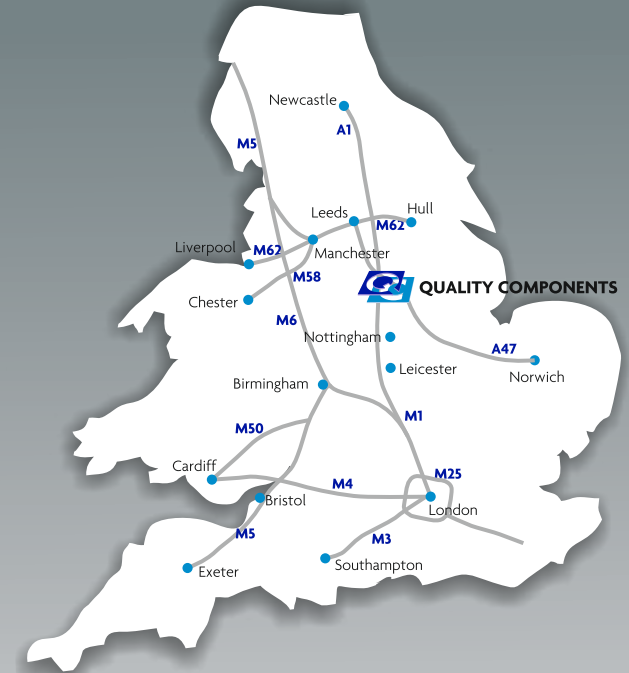 Newcastle
A1
M5
Leeds
Hull
M62
Liverpool
M62
Manchester
M58
Chester
QUALITY COMPONENTS
M6
Nottingham
A47
Leicester
Norwich
Birmingham
M1
M50
Cardiff
M25
M4
Bristol
London
M5
M3
Exeter
Southampton